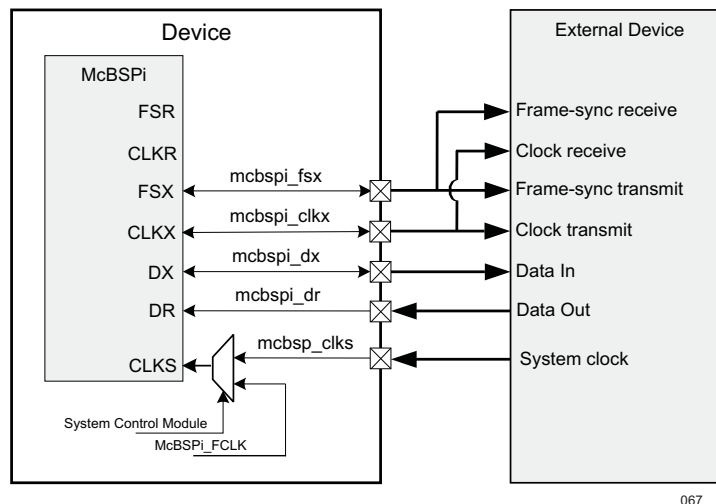 Device
External Device
McBSPi
FSR
Frame-sync receive
CLKR
Clock receive
FSX
mcbspi_fsx
Frame-sync transmit
CLKX
mcbspi_clkx
Clock transmit
DX
mcbspi_dx
Data In
DR
mcbspi_dr
Data Out
CLKS
mcbsp_clks
System clock
System Control Module
McBSPi_FCLK
067